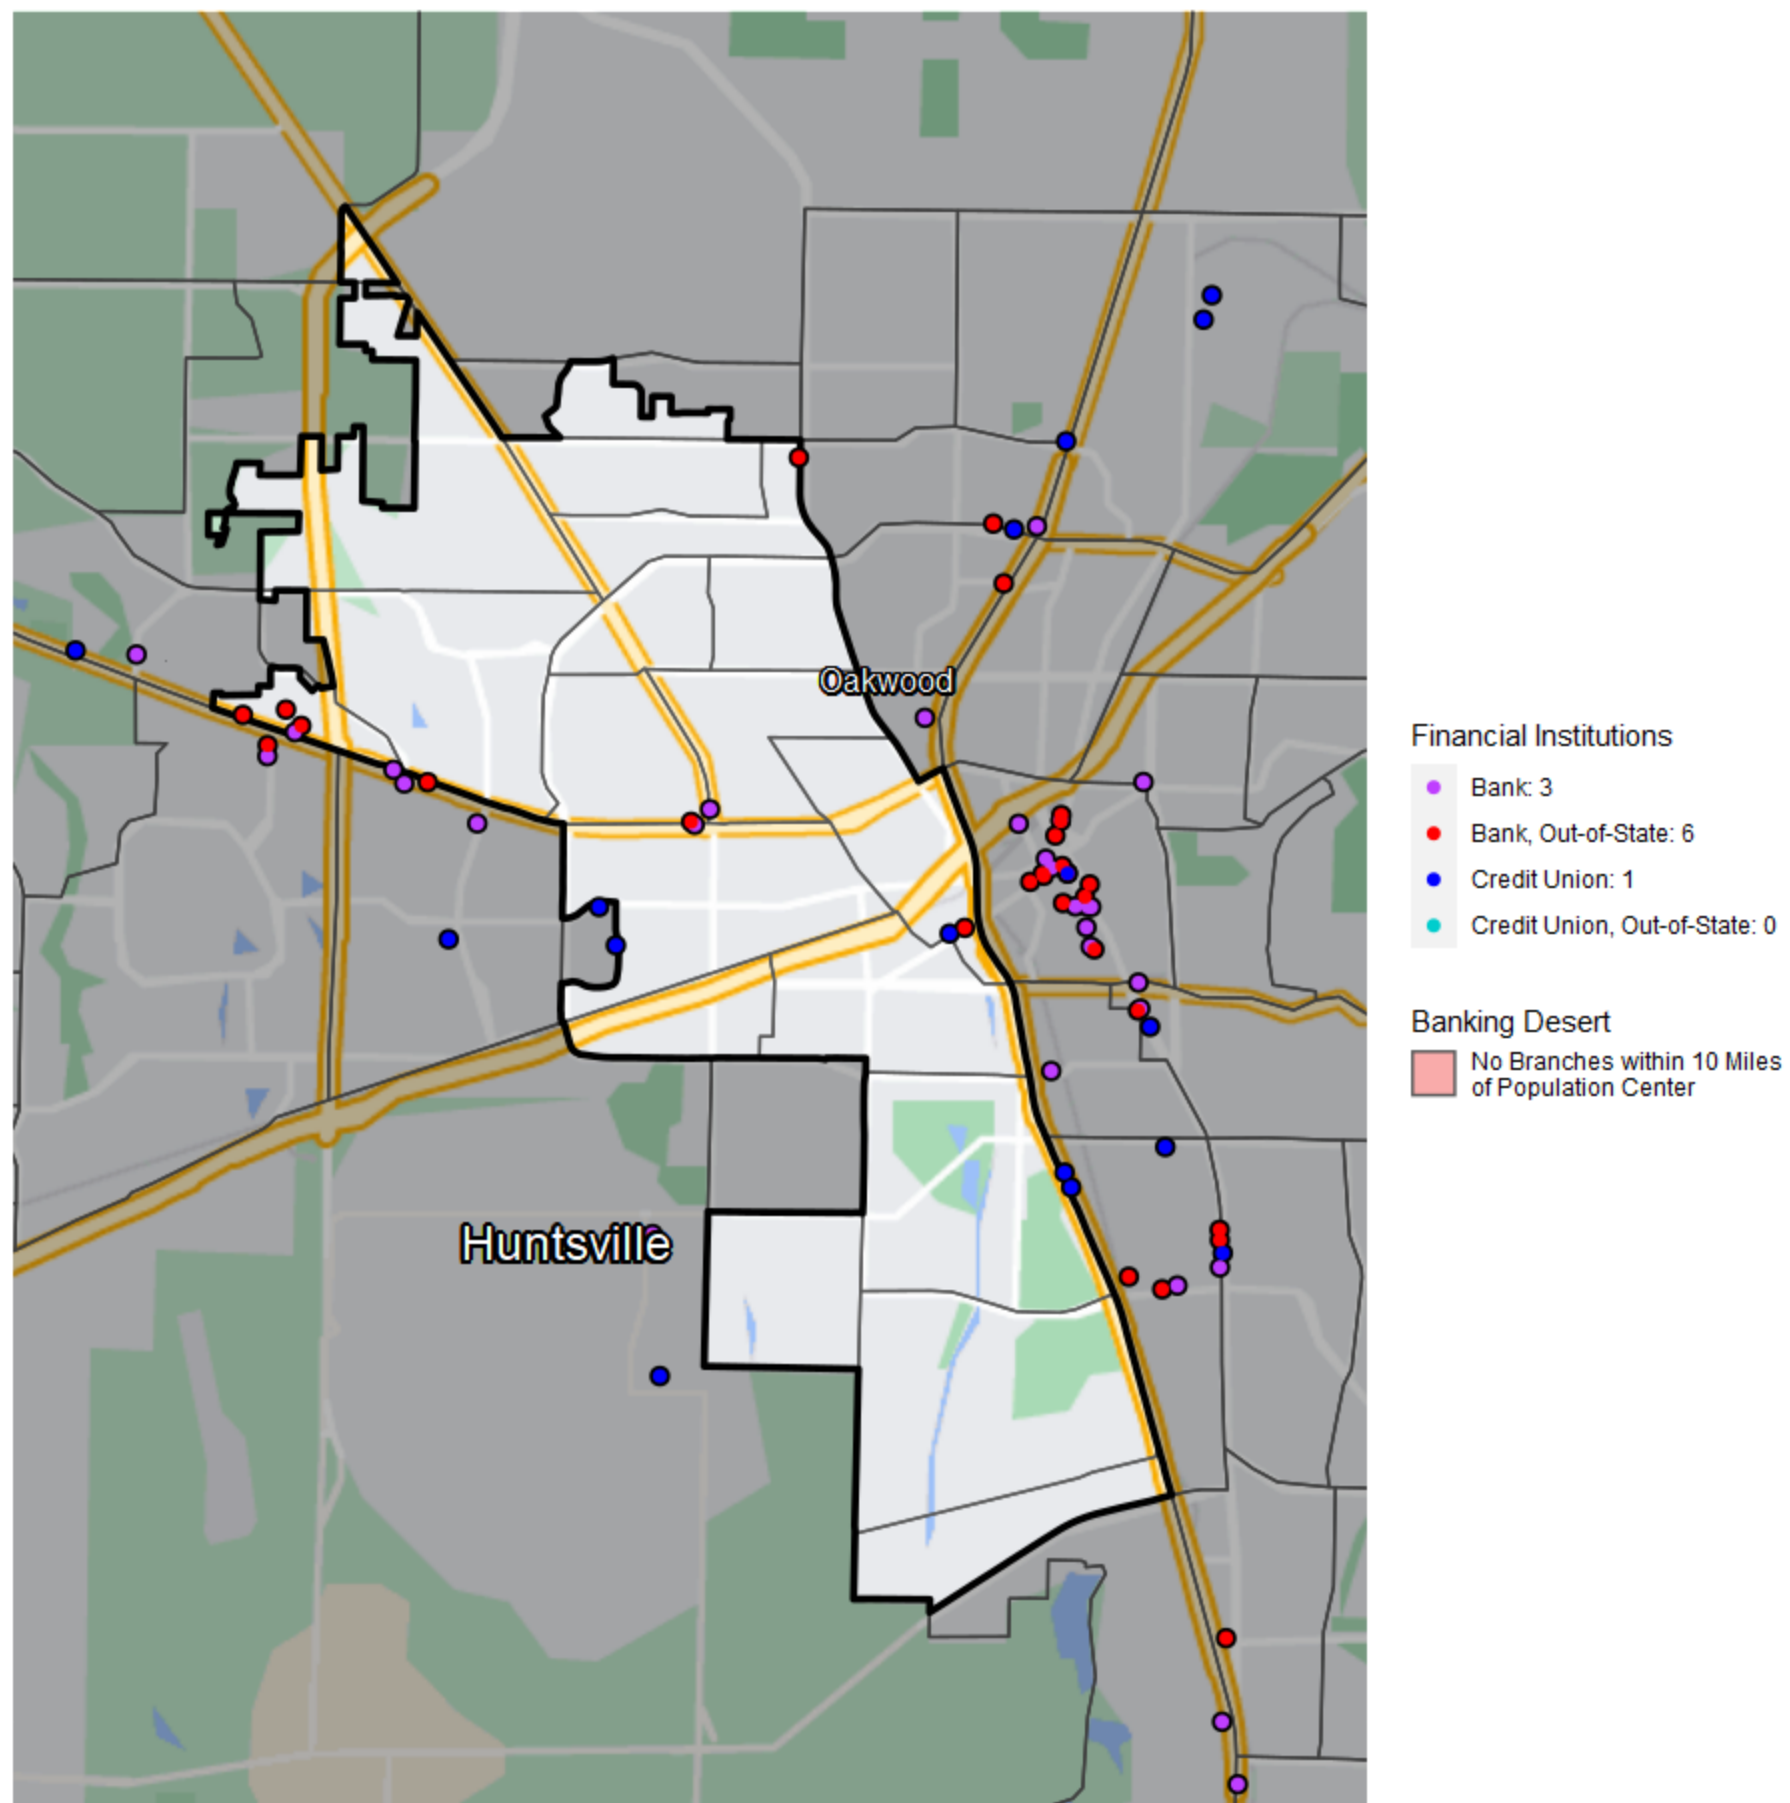 Oakwood
Huntsville
Financial Institutions
Bank: 3
Bank, Out-of-State: 6
Credit Union: 1
Credit Union, Out-of-State: 0
Banking Desert
No Branches within 10 Miles
of Population Center